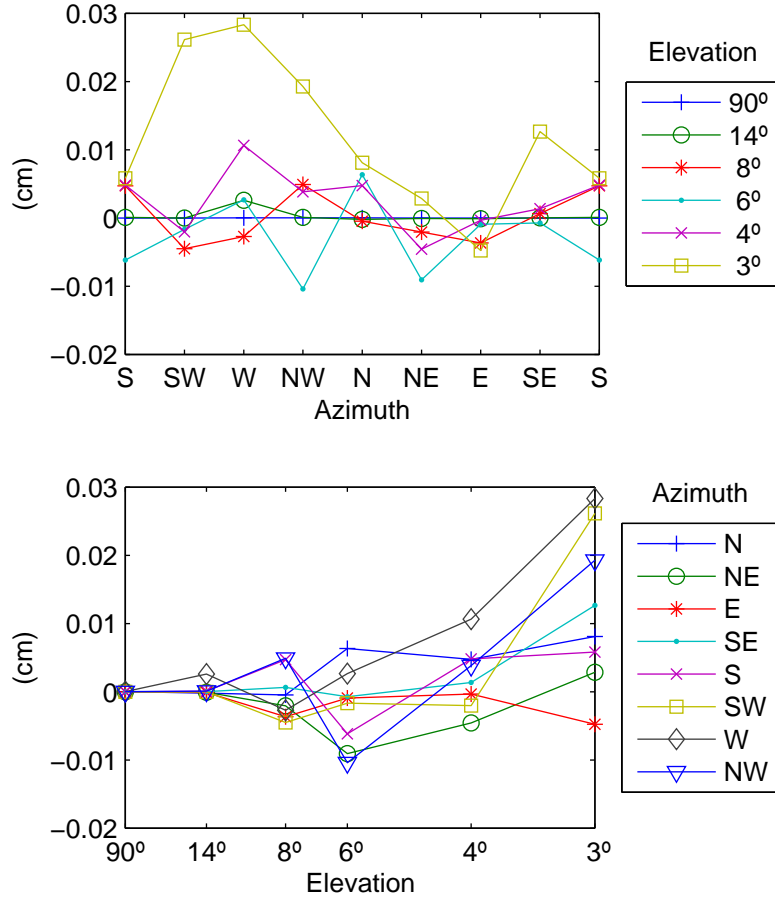 0.03
0.02
0.01
0
−0.01
−0.02
(cm)
S SW W NW N NE E SE S
Azimuth
Elevation
90º
14º
8º
6º
4º
3º
0.03
0.02
0.01
0
−0.01
−0.02
(cm)
90º 14º 8º 6º 4º 3º
Elevation
Azimuth
N
NE
E
SE
S
SW
W
NW